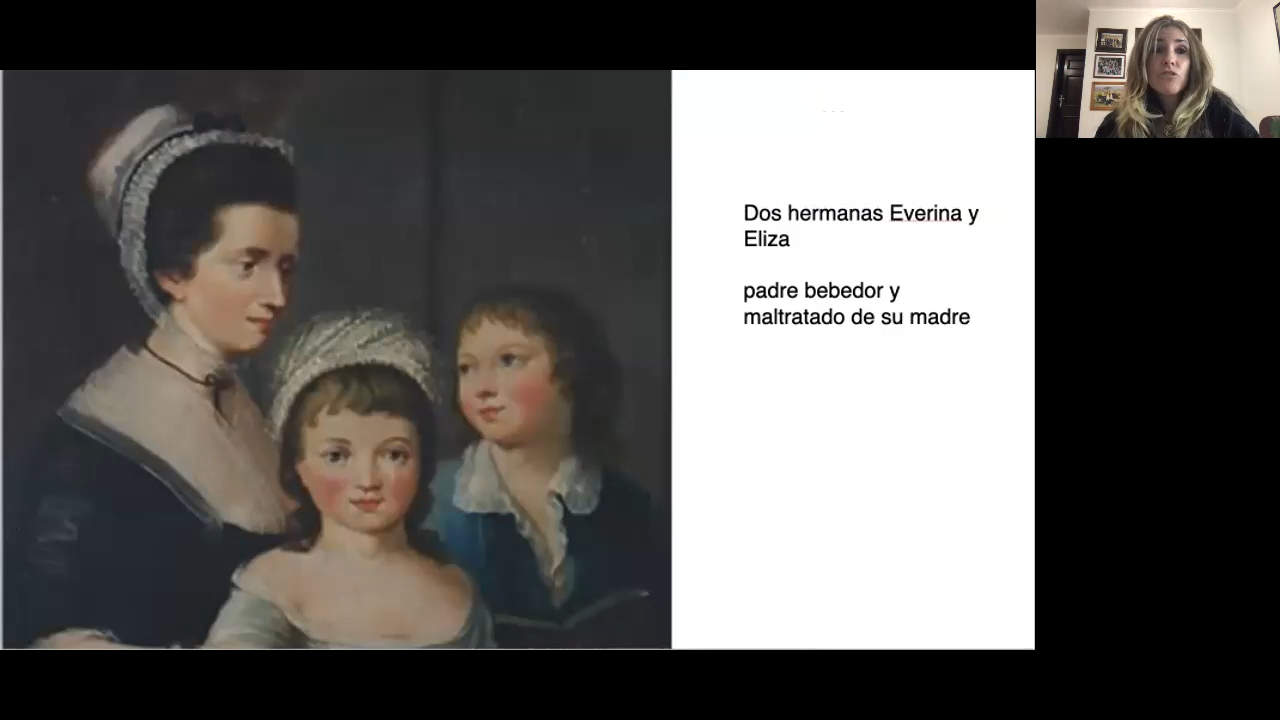 Dos hermanas Everina y
Eliza
padre bebedor y
maltratado de su madre